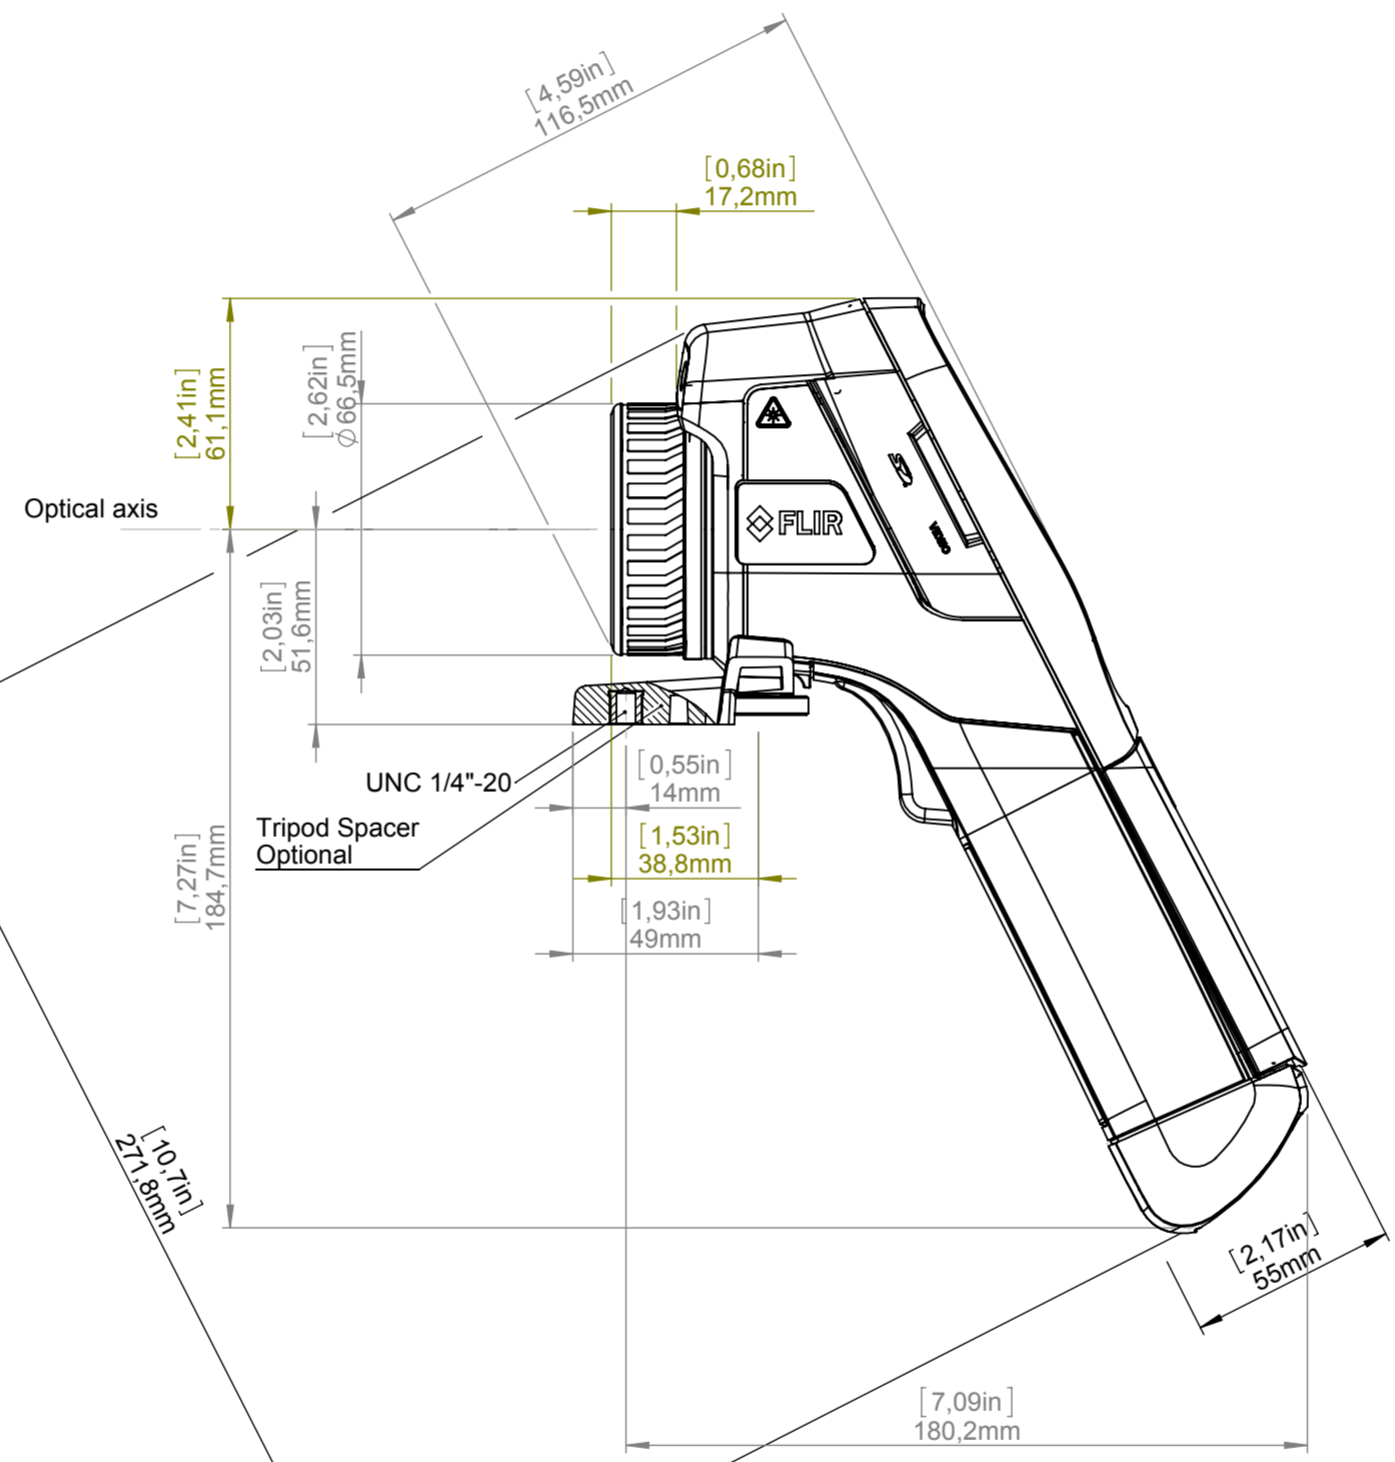 [4,59in]
116,5mm
[0,68in]
17,2mm
[2,41in]
61,1mm
[2,62in]
∅66,5mm
Optical axis
FLIR
VIDEO
[2,03in]
51,6mm
UNC 1/4"-20
[0,55in]
14mm
Tripod Spacer
Optional
[1,53in]
38,8mm
[7,27in]
184,7mm
[1,93in]
49mm
[10,7in]
271,8mm
[2,17in]
55mm
[7,09in]
180,2mm